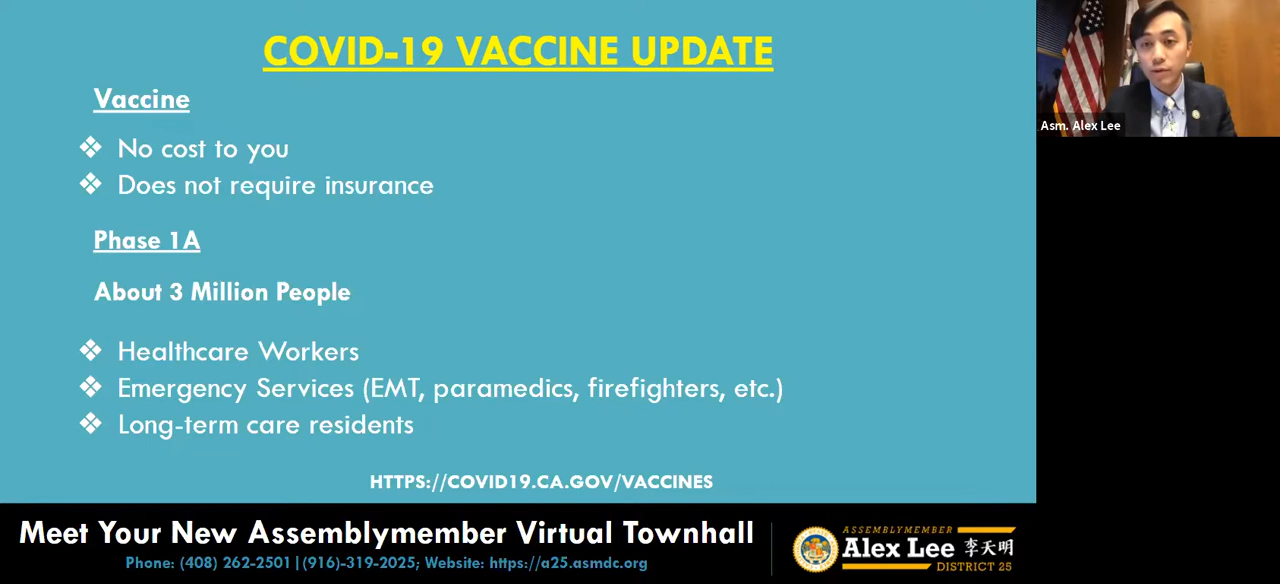 COVID-19 VACCINE UPDATE
Vaccine
❖ No cost to you
❖ Does not require insurance
Phase 1A
About 3 Million People
❖ Healthcare Workers
❖ Emergency Services (EMT, paramedics, firefighters, etc.)
❖ Long-term care residents
HTTPS://COVID19.CA.GOV/VACCINES
Asm. Alex Lee
Meet Your New Assemblymember Virtual Townhall
Phone: (408) 262-2501|(916)-319-2025; Website: https://a25.asmdc.org
ASSEMBLYMEMBER
Alex Lee 李天明
DISTRICT 25